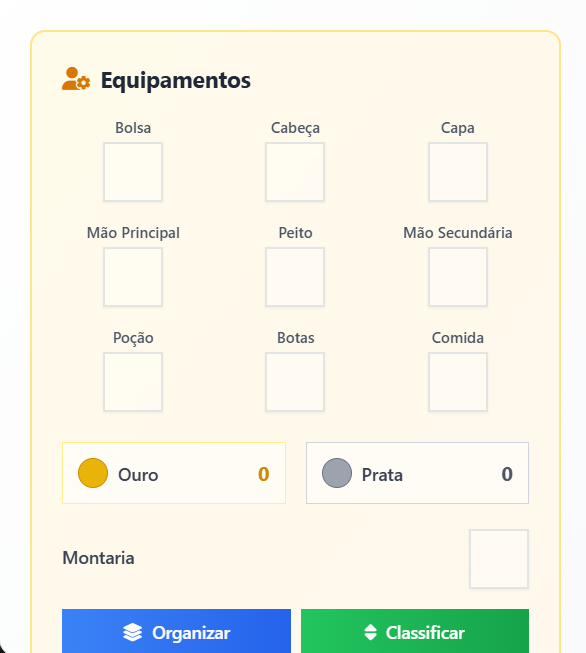 Equipamentos
Bolsa Cabeça Capa
Mão Principal Peito Mão Secundária
Poção Botas Comida
Ouro 0 Prata 0
Montaria
Organizar Classificar